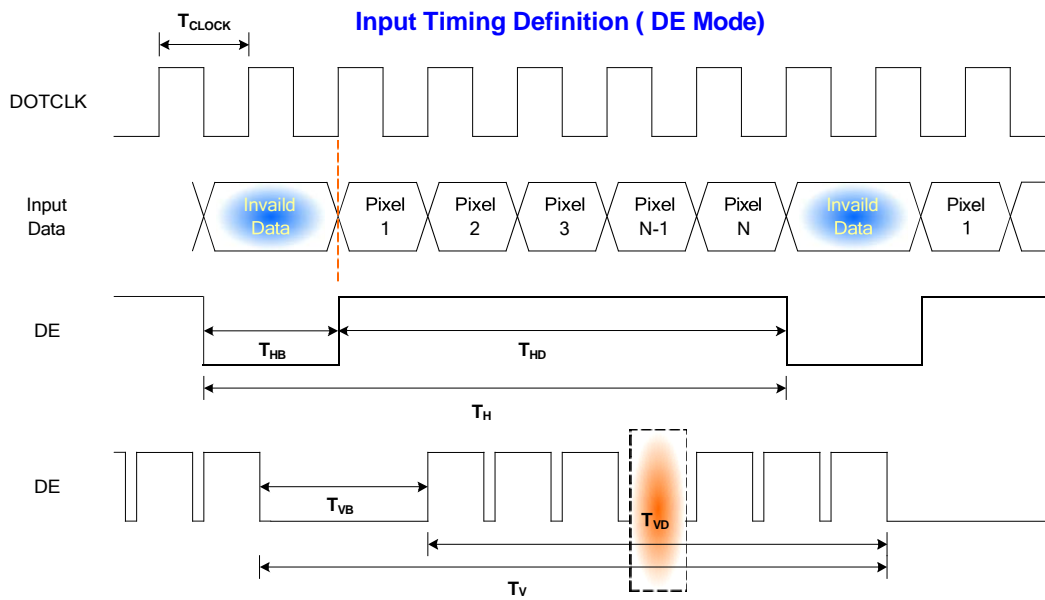 Input Timing Definition ( DE Mode)
TCLOCK
DOTCLK
Input
Data
Invaild
Data
Pixel
1
Pixel
2
Pixel
3
Pixel
N-1
Pixel
N
Invaild
Data
Pixel
1
DE
THB
THD
TH
DE
TVB
TVD
TV